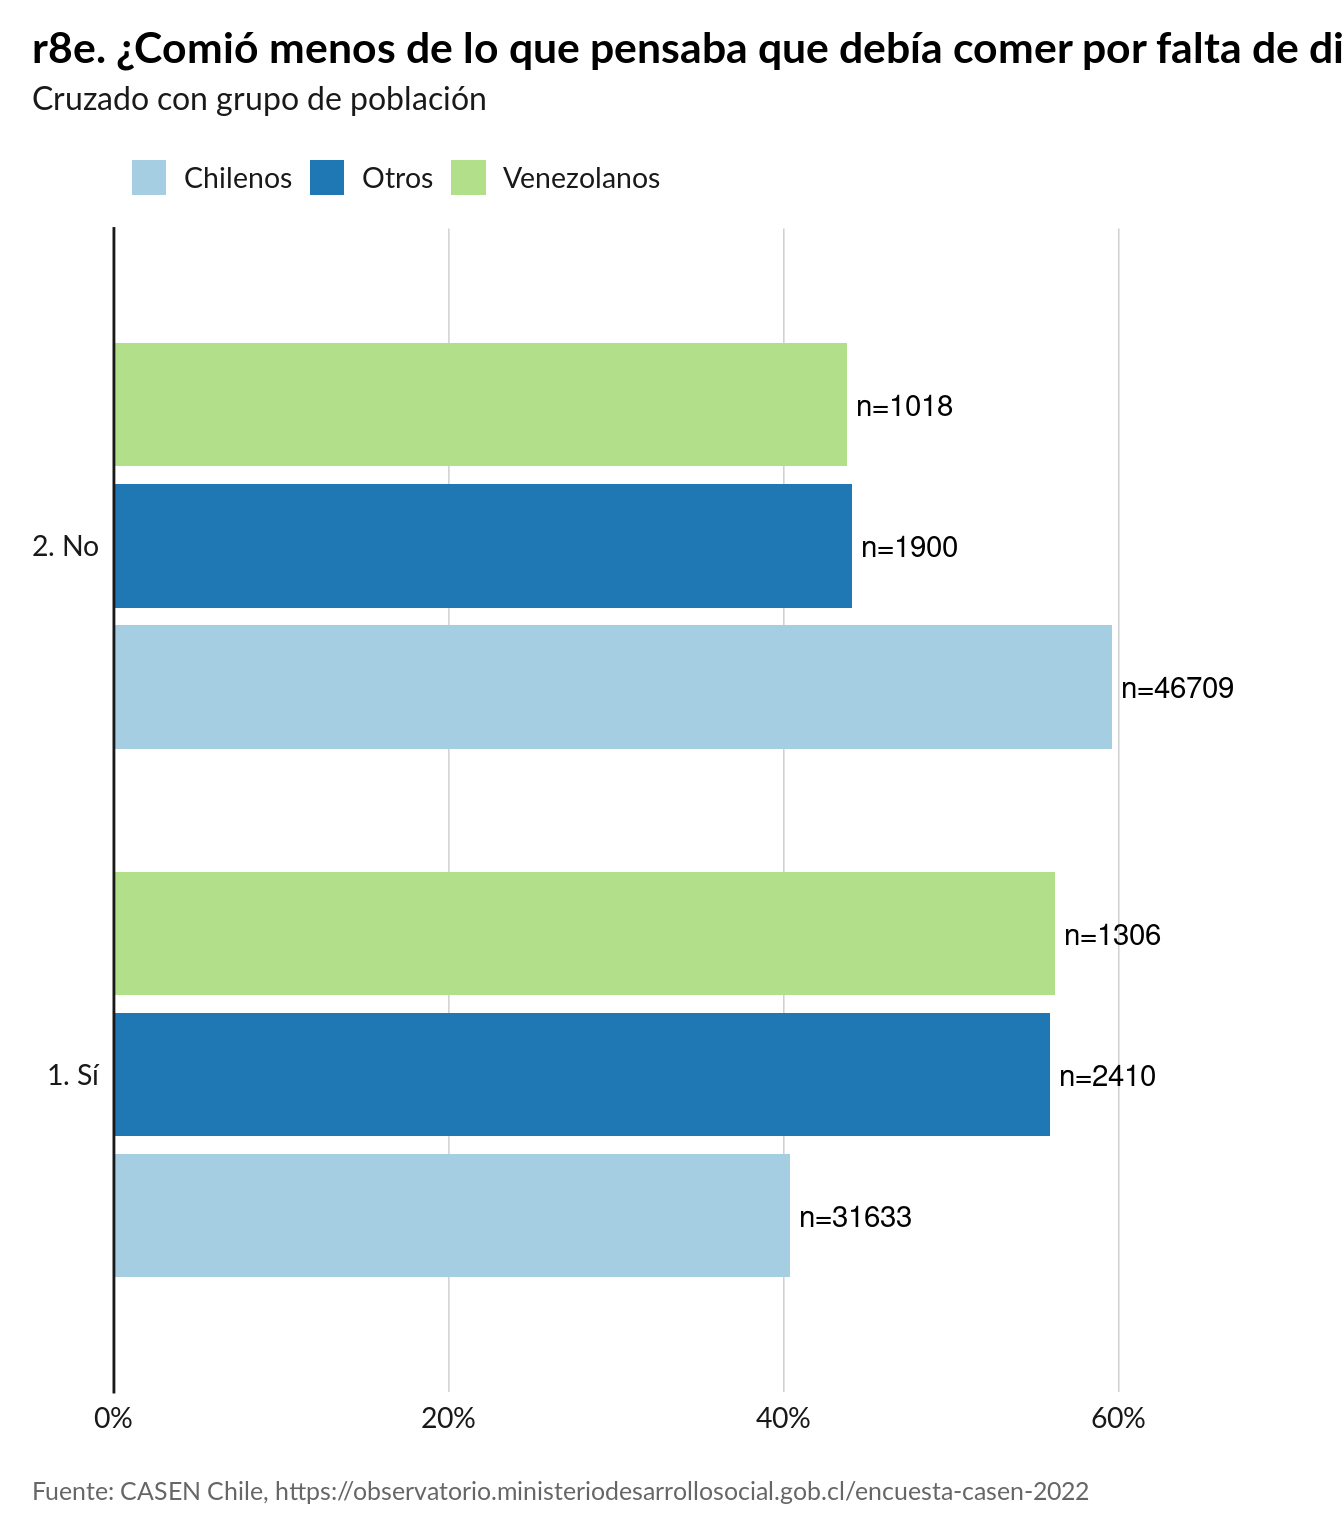 r8e. ¿Comió menos de lo que pensaba que debía comer por falta de di
Cruzado con grupo de población
Chilenos Otros Venezolanos
n=1018
2. No n=1900
n=46709
n=1306
1. Sí n=2410
n=31633
0% 20% 40% 60%
Fuente: CASEN Chile, https://observatorio.ministeriodesarrollosocial.gob.cl/encuesta-casen-2022